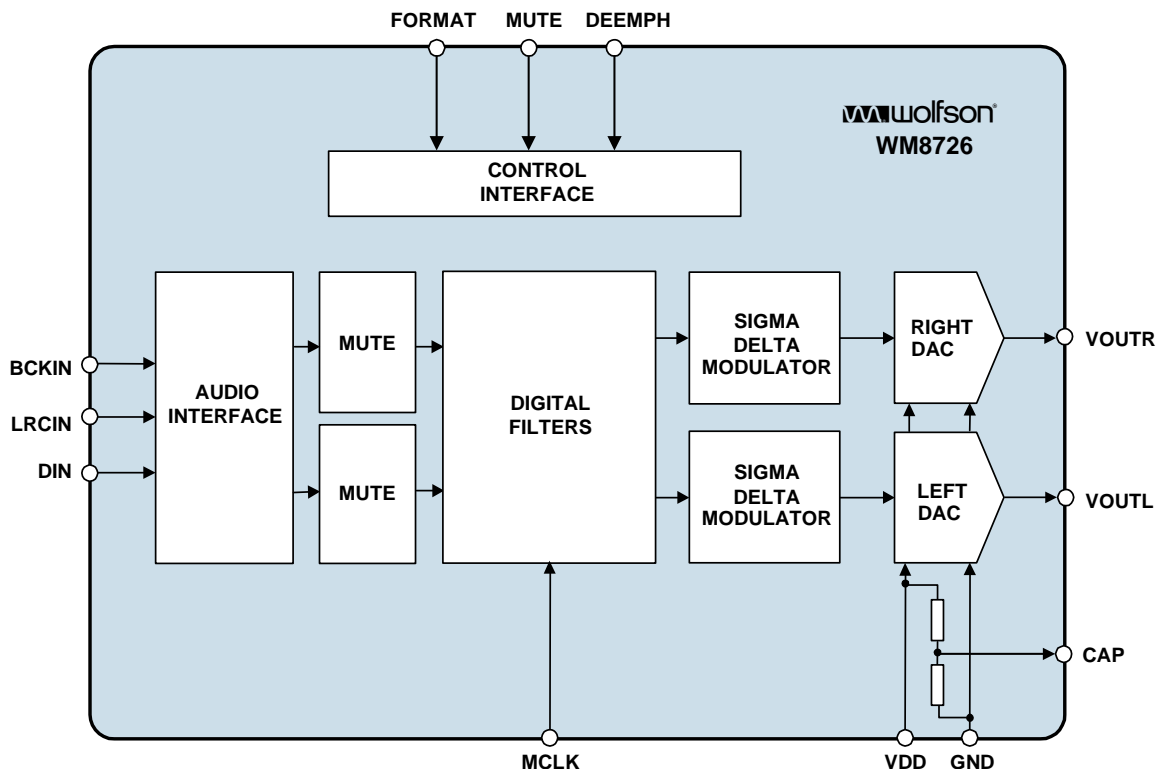 FORMAT MUTE DEEMPH
wolfson®
WM8726
CONTROL
INTERFACE
AUDIO
INTERFACE
MUTE
MUTE
DIGITAL
FILTERS
SIGMA
DELTA
MODULATOR
SIGMA
DELTA
MODULATOR
RIGHT
DAC
LEFT
DAC
BCKIN
LRCIN
DIN
VOUTR
VOUTL
CAP
MCLK VDD GND